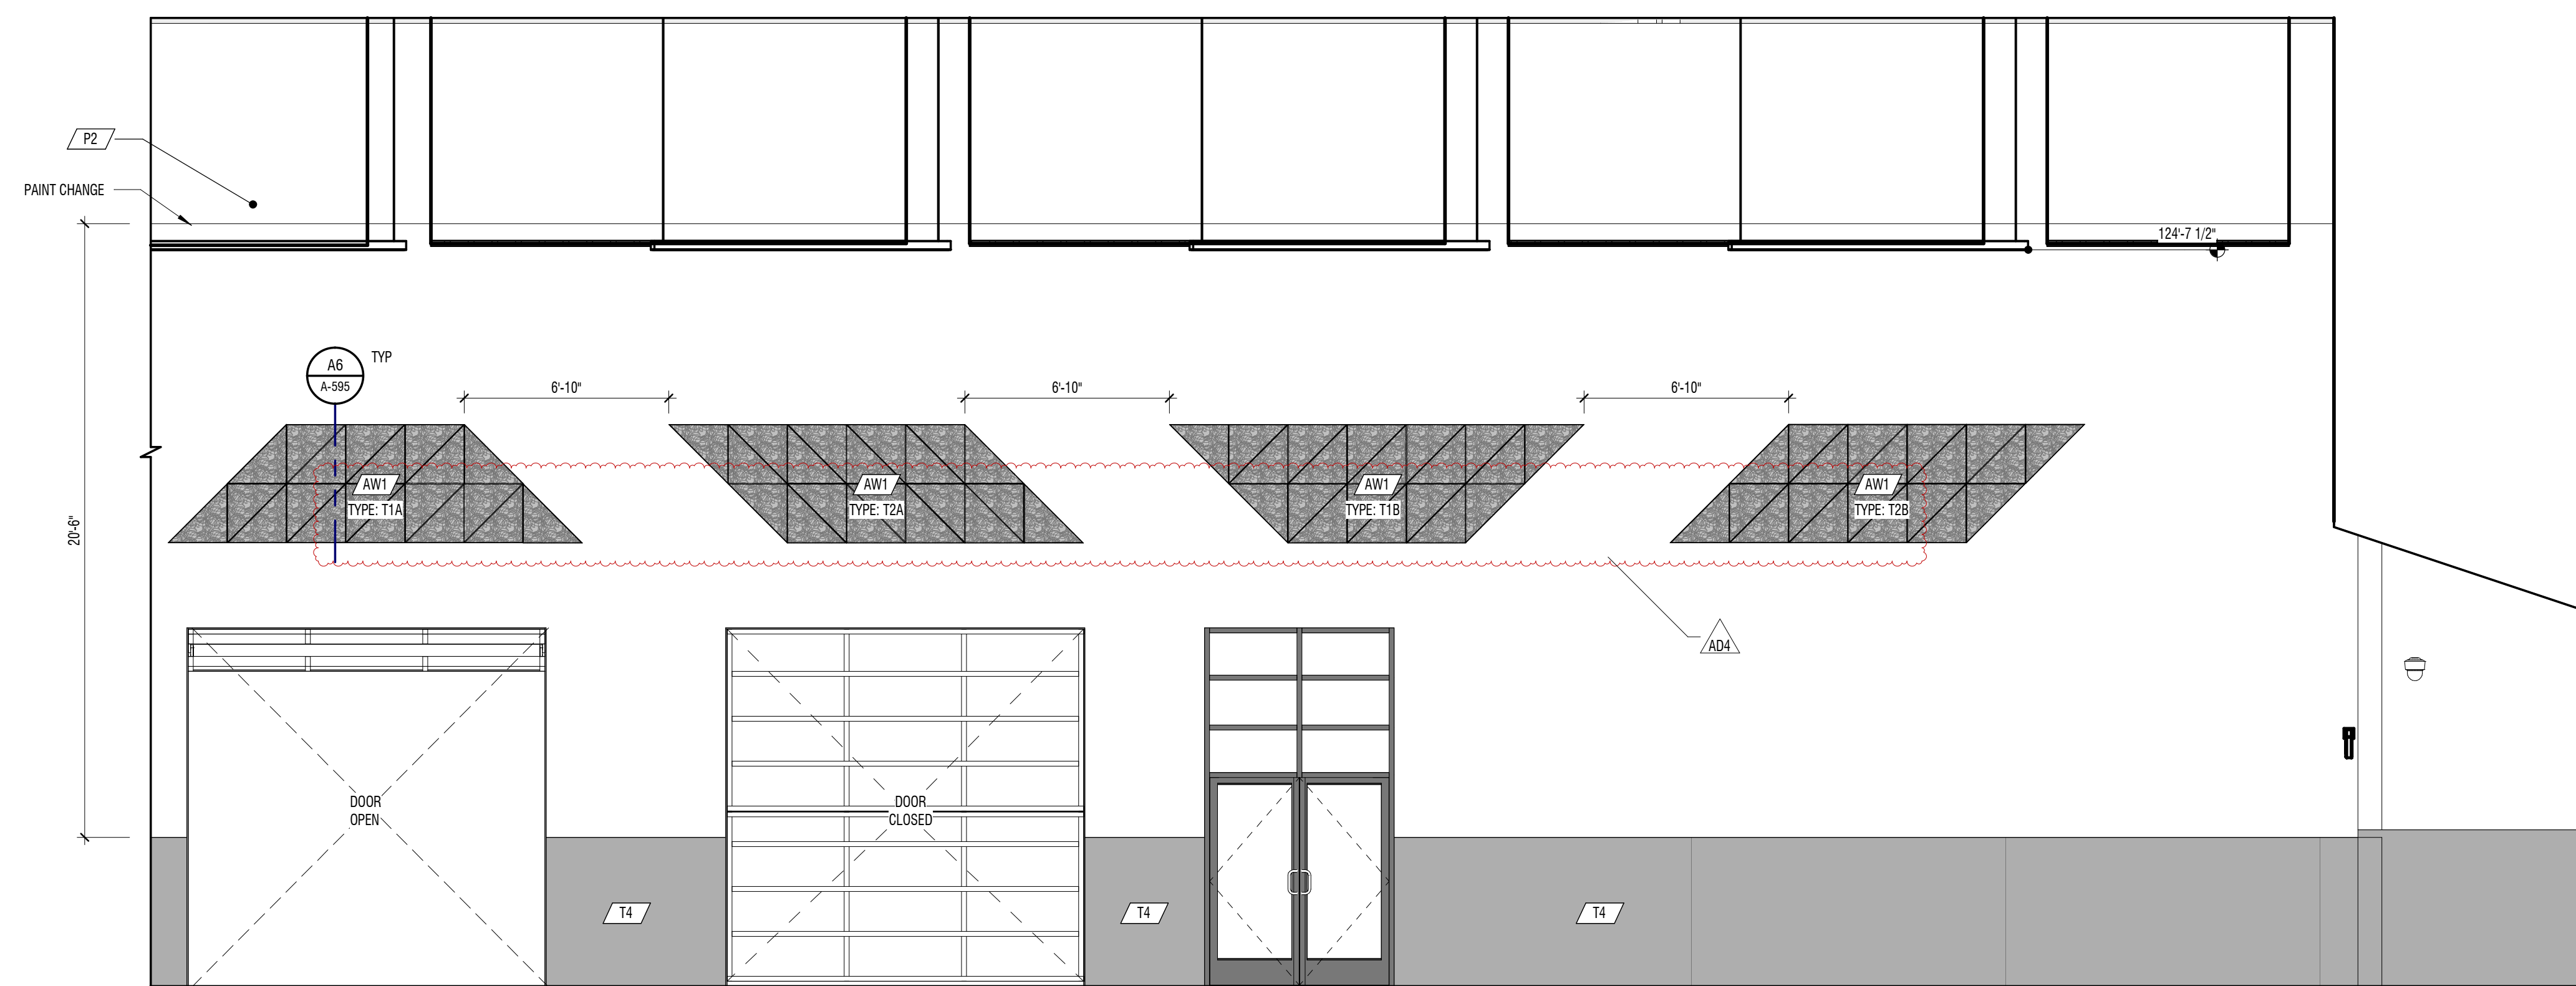 P2
PAINT CHANGE
124'-7 1/2"
A6
A-595
TYP
6'-10"
6'-10"
6'-10"
AW1
TYPE: T1A
AW1
TYPE: T2A
AW1
TYPE: T1B
AW1
TYPE: T2B
20'-6"
AD4
DOOR
OPEN
DOOR
CLOSED
T4
T4
T4